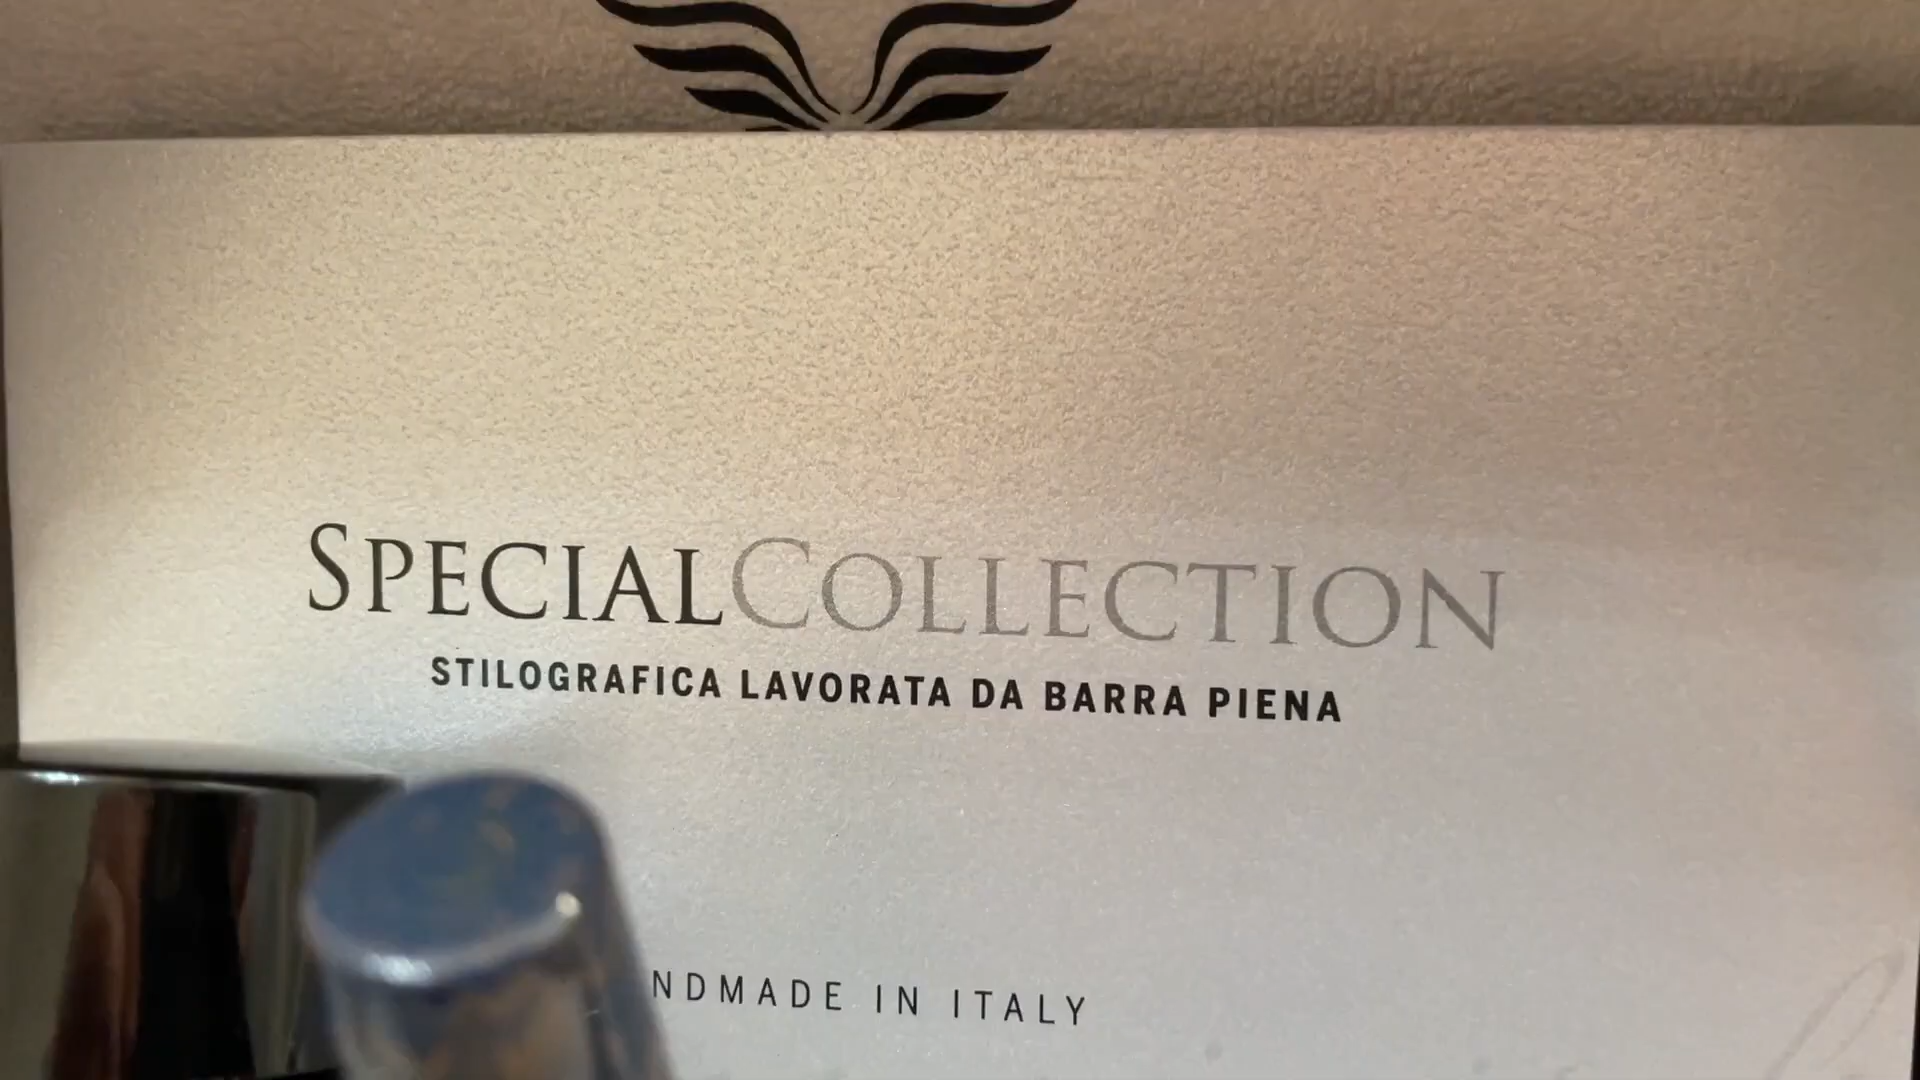 SPECIALCOLLECTION
STILOGRAFICA LAVORATA DA BARRA PIENA
NDMADE IN ITALY